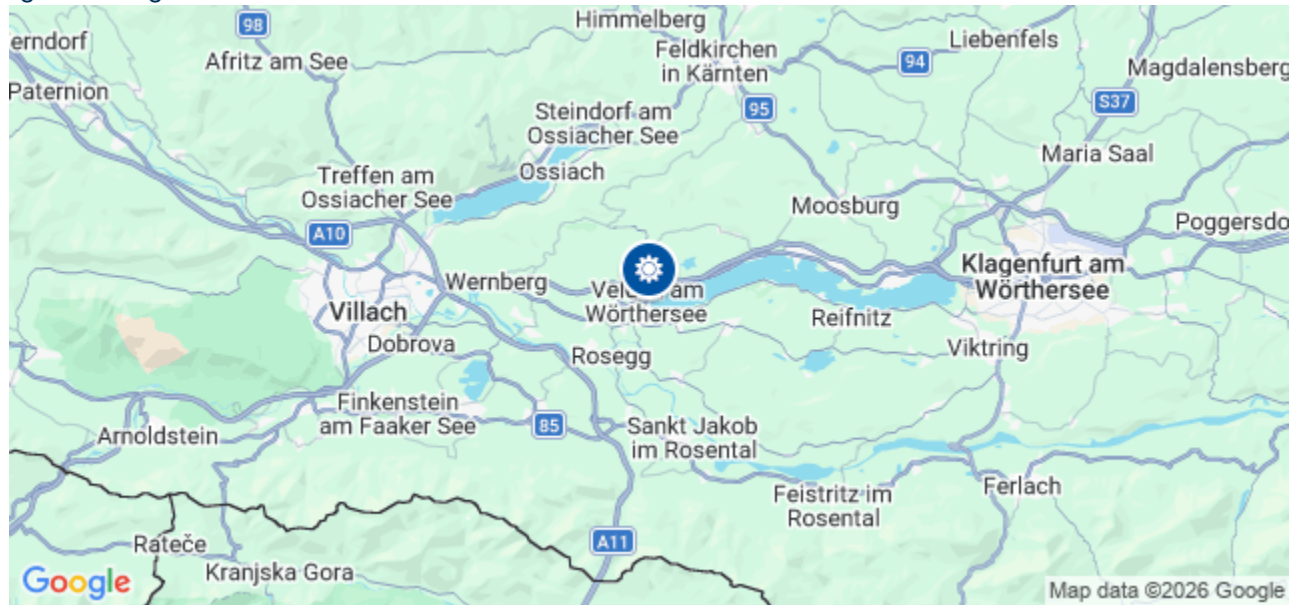 98
Himmelberg
erndorf
Afritz am See
Feldkirchen
in Kärnten
Liebenfels
94
Magdalensberg
Paternion
S37
95
Steindorf am
Ossiacher See
Maria Saal
Treffen am
Ossiacher See
Ossiach
Moosburg
Poggersdo
A10
Klagenfurt am
Wörthersee
Wernberg
Wörthersee
Villach
Reifnitz
Dobrova
Rosegg
Viktring
Finkenstein
am Faaker See
85
Sankt Jakob
im Rosental
Arnoldstein
Feistritz im
Rosental
Ferlach
A11
Rateče
Kranjska Gora
Google
Map data ©2026 Google